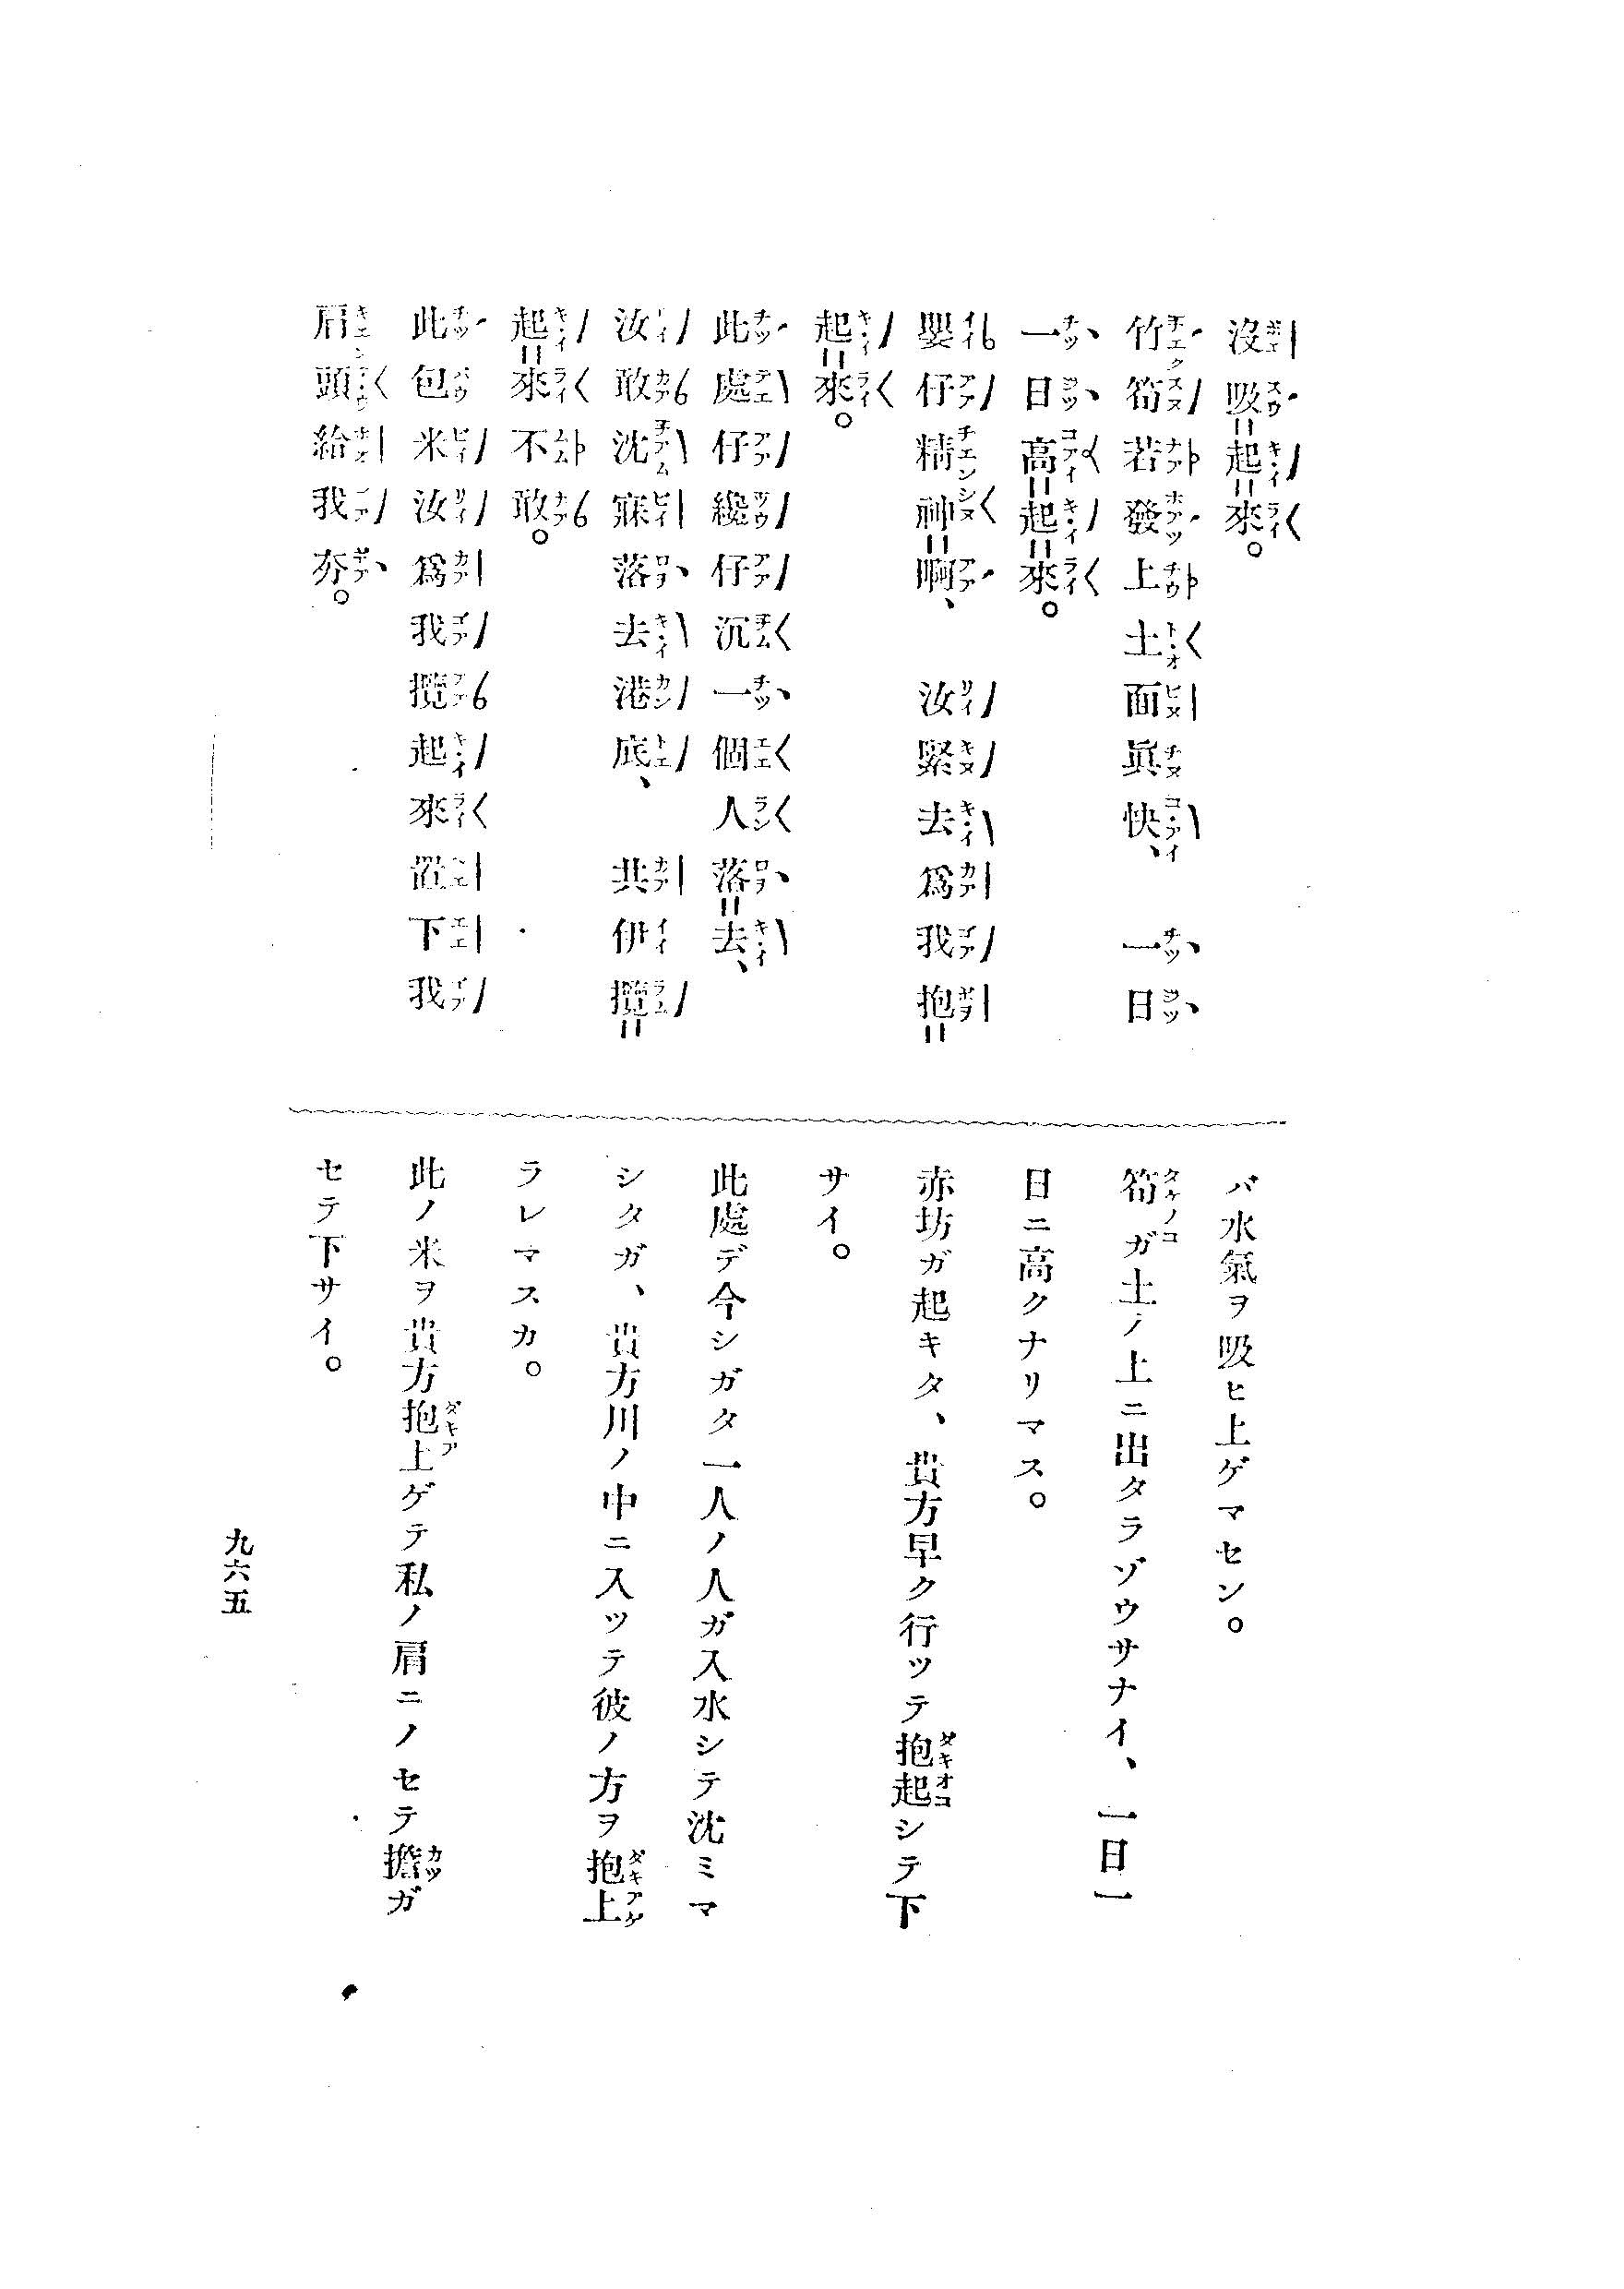 沒吸=起=來。
竹筍若發上土面眞快、一日
一日高=起=來。
嬰仔精神=啊、汝緊去爲我抱=
起=來。
此處仔纔仔沉一個人落=去、
汝敢沈寐落去港底、共伊攬=
起=來不敢。
此包米汝爲我攬起來置下我
肩頭給我夯。
バ水氣ヲ吸ヒ上ゲマセン。
筍ガ土ノ上ニ出タラゾウサナイ、一日一
日ニ高クナリマス。
赤坊ガ起キタ、貴方早ク行ツテ抱起シテ下
サイ。
此處デ今シガタ一人ノ人ガ入水シテ沈ミマ
シタガ、貴方川ノ中ニ入ツテ彼ノ方ヲ抱上
ラレマスカ。
此ノ米ヲ貴方抱上ゲテ私ノ肩ニノセテ擔ガ
セテ下サイ。
九六五